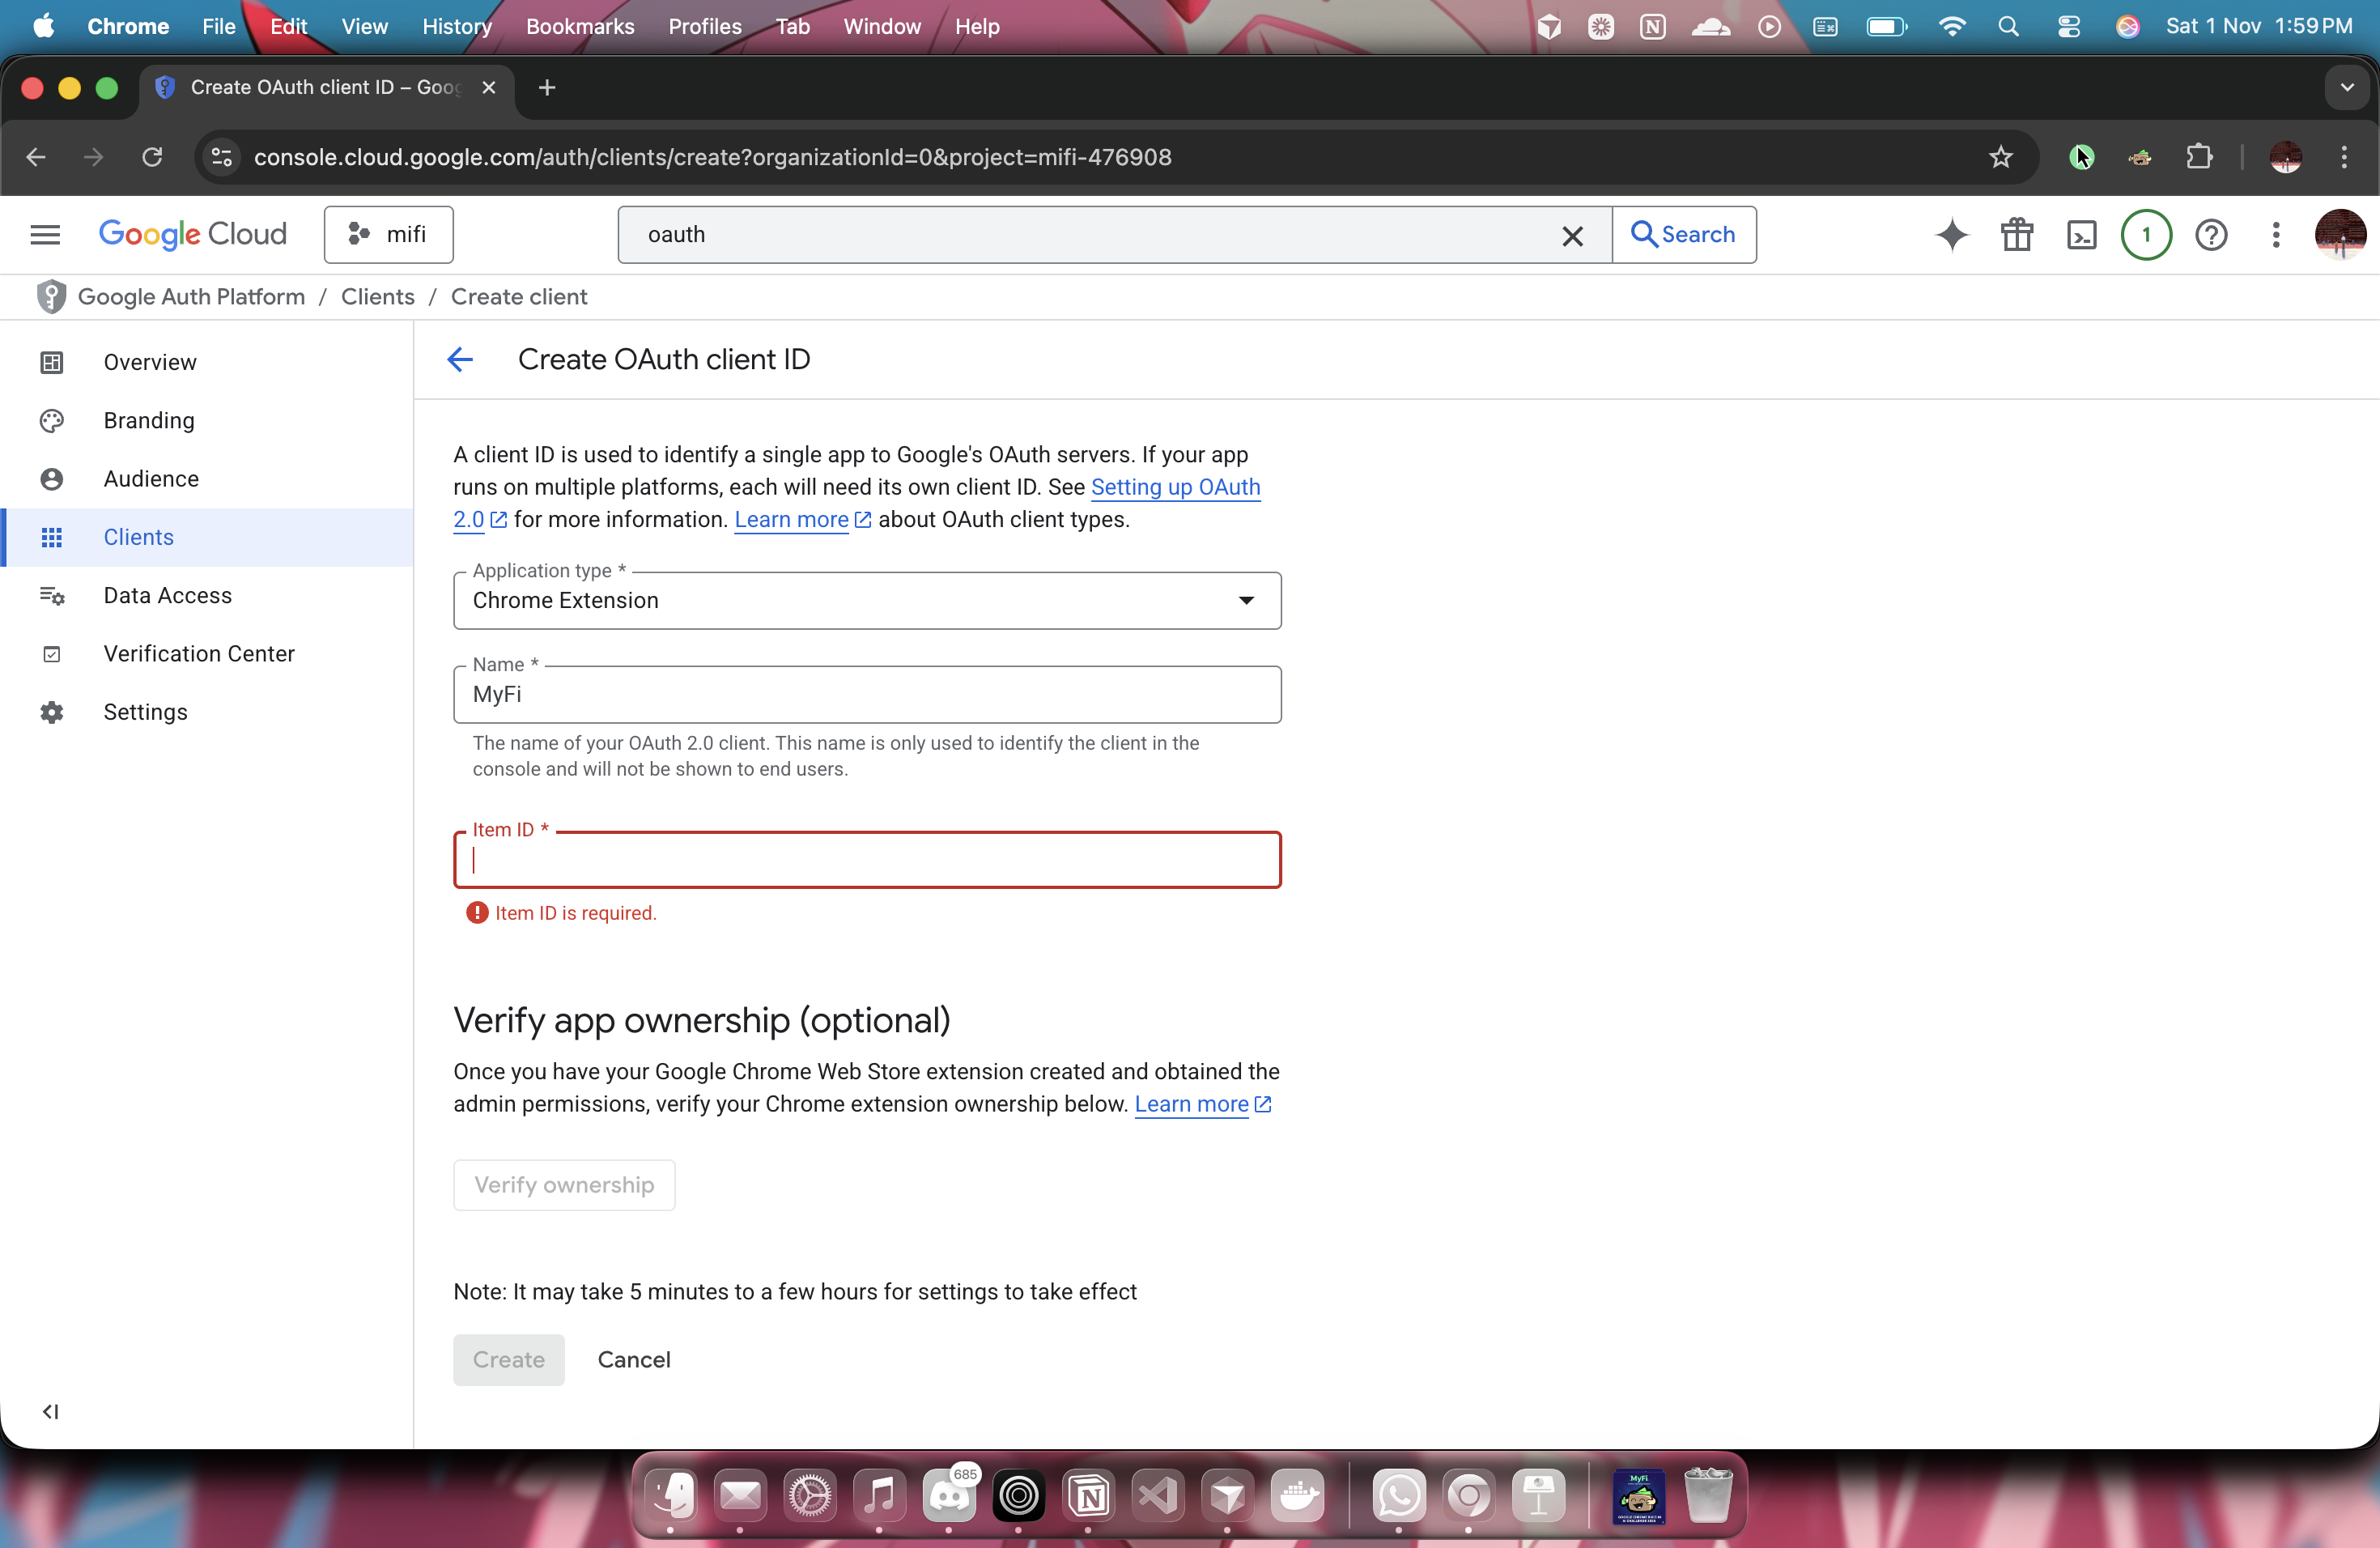 Chrome File Edit View History Bookmarks Profiles Tab Window Help Sat 1 Nov 1:59 PM
Create OAuth client ID – Goog
console.cloud.google.com/auth/clients/create?organizationId=0&project=mifi-476908
Google Cloud mifi oauth Search 1
Google Auth Platform / Clients / Create client
Overview
Branding
Audience
Clients
Data Access
Verification Center
Settings
Create OAuth client ID
A client ID is used to identify a single app to Google's OAuth servers. If your app
runs on multiple platforms, each will need its own client ID. See Setting up OAuth
2.0 for more information. Learn more about OAuth client types.
Application type *
Chrome Extension
Name *
MyFi
The name of your OAuth 2.0 client. This name is only used to identify the client in the
console and will not be shown to end users.
Item ID *
Item ID is required.
Verify app ownership (optional)
Once you have your Google Chrome Web Store extension created and obtained the
admin permissions, verify your Chrome extension ownership below. Learn more
Verify ownership
Note: It may take 5 minutes to a few hours for settings to take effect
Create Cancel
685
MyFi